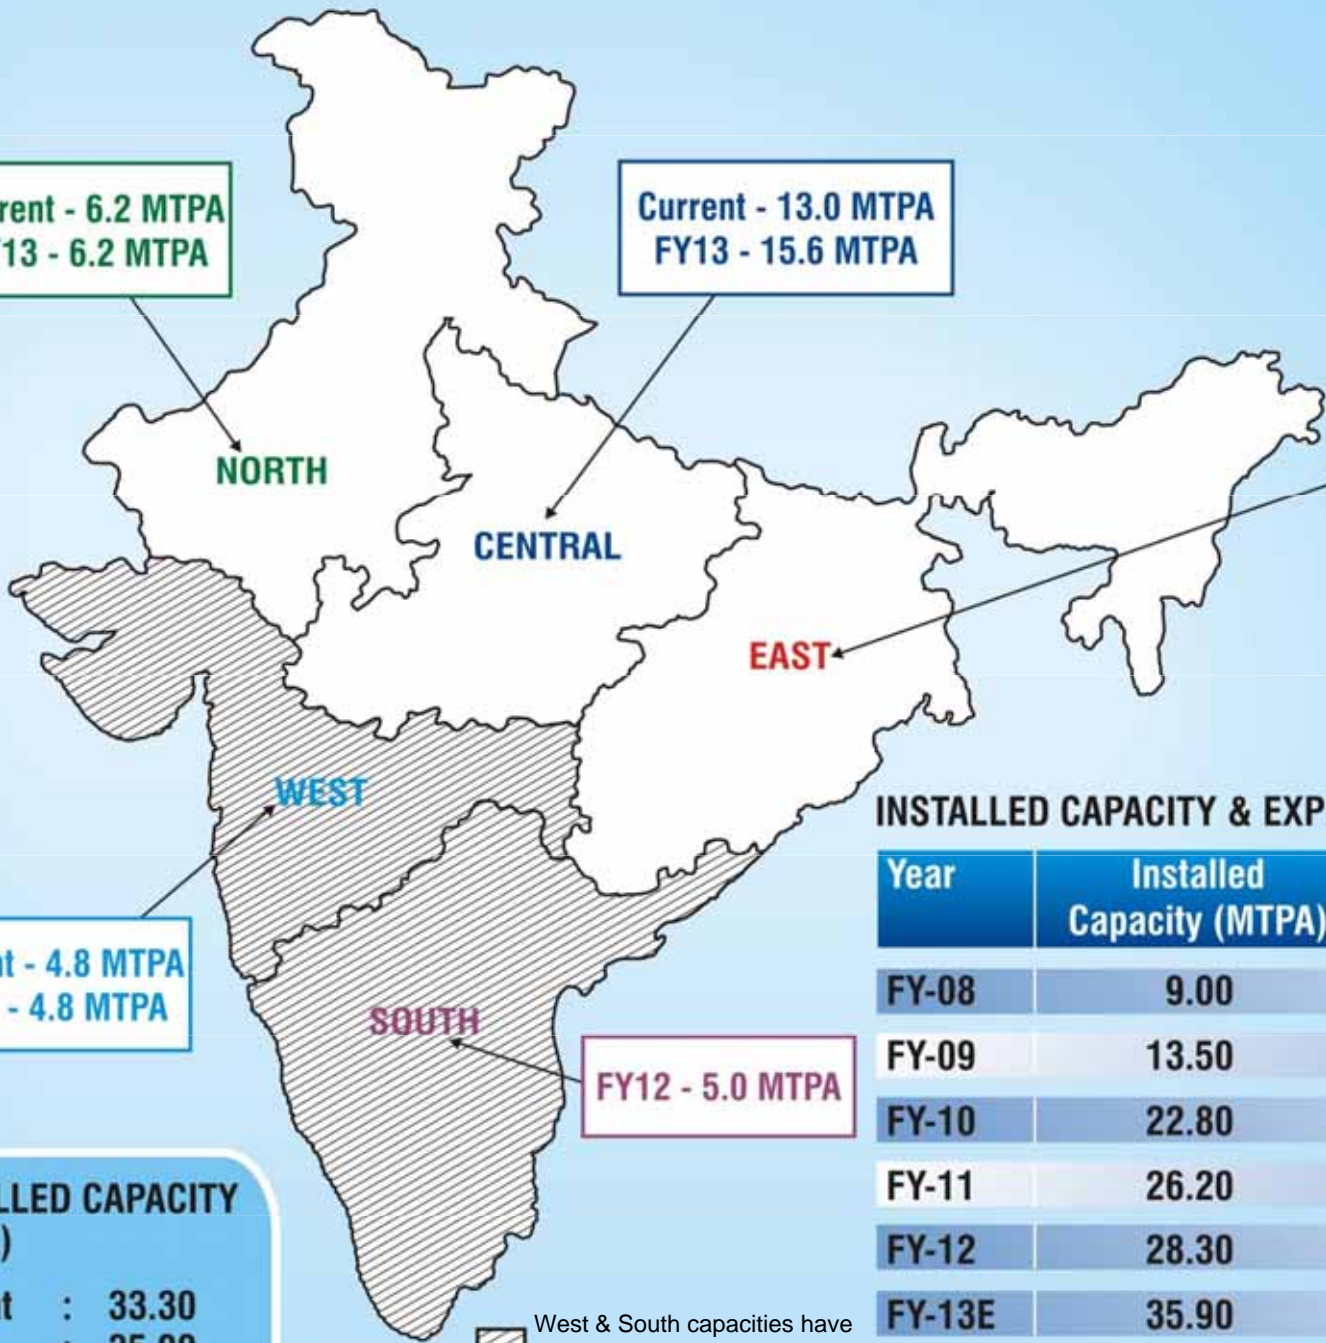 rent - 6.2 MTPA
13 - 6.2 MTPA
Current - 13.0 MTPA
FY13 - 15.6 MTPA
NORTH
CENTRAL
EAST
WEST
- 4.8 MTPA
- 4.8 MTPA
SOUTH
FY12 - 5.0 MTPA
INSTALLED CAPACITY & EXP
Year Installed Capacity (MTPA)
FY-08 9.00
FY-09 13.50
FY-10 22.80
FY-11 26.20
FY-12 28.30
FY-13E 35.90
LLED CAPACITY
)
t : 33.30
: 35.90
West & South capacities have